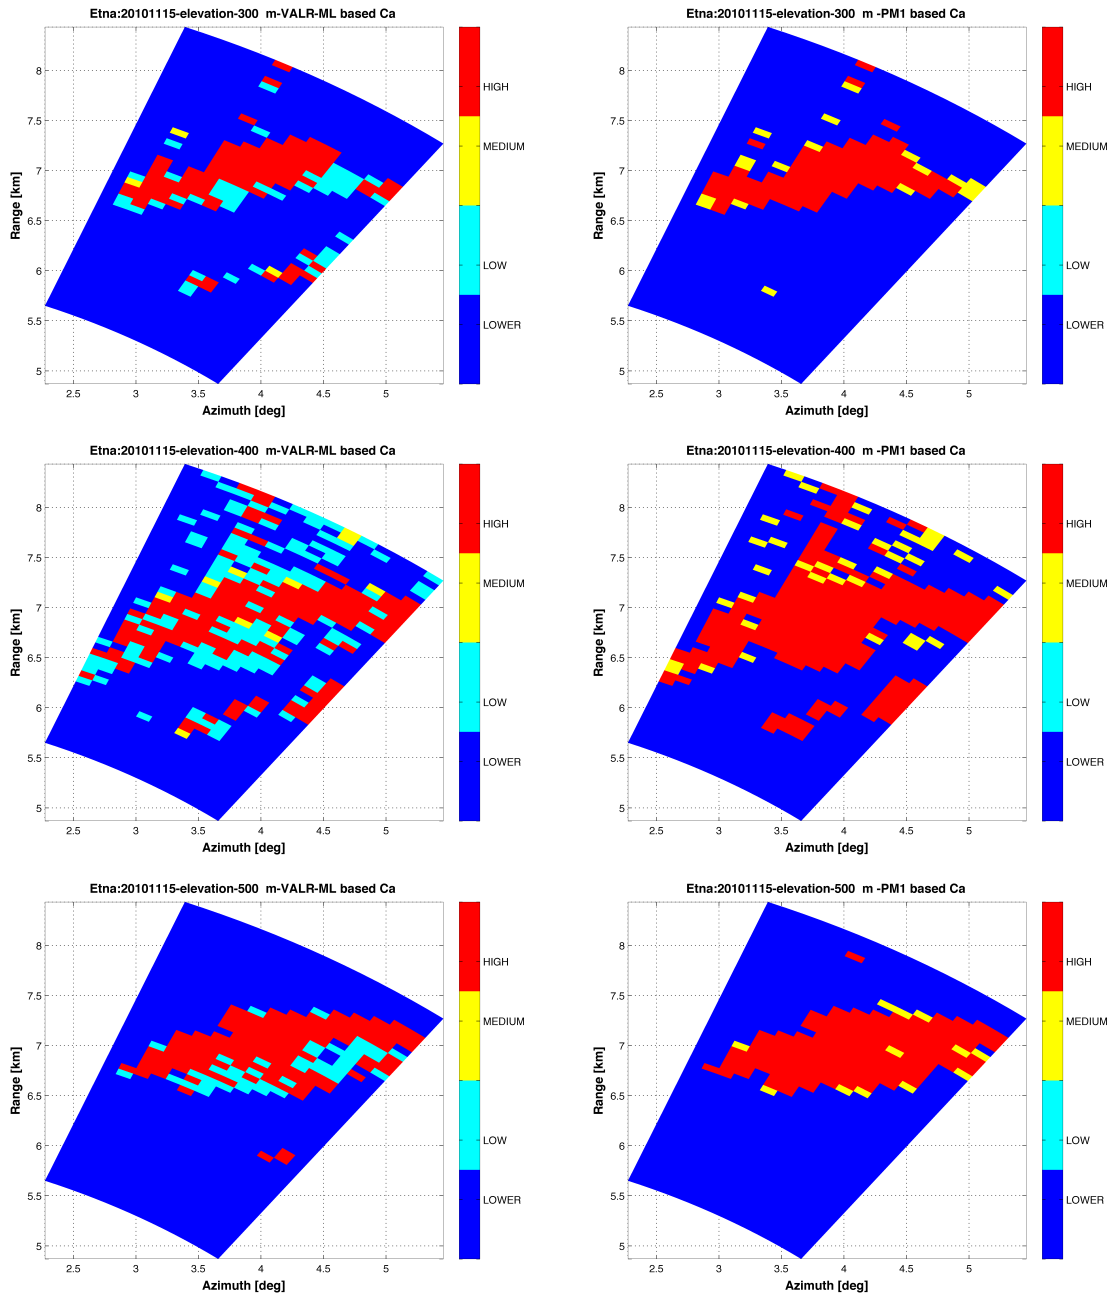 Etna:20101115-elevation-300  m-VALR-ML based Ca
Range [km]
8
7.5
7
6.5
6
5.5
5
2.5 3 3.5 4 4.5 5
Azimuth [deg]
HIGH
MEDIUM
LOW
LOWER
Etna:20101115-elevation-300  m -PM1 based Ca
Range [km]
8
7.5
7
6.5
6
5.5
5
2.5 3 3.5 4 4.5 5
Azimuth [deg]
HIGH
MEDIUM
LOW
LOWER
Etna:20101115-elevation-400  m-VALR-ML based Ca
Range [km]
8
7.5
7
6.5
6
5.5
5
2.5 3 3.5 4 4.5 5
Azimuth [deg]
HIGH
MEDIUM
LOW
LOWER
Etna:20101115-elevation-400  m -PM1 based Ca
Range [km]
8
7.5
7
6.5
6
5.5
5
2.5 3 3.5 4 4.5 5
Azimuth [deg]
HIGH
MEDIUM
LOW
LOWER
Etna:20101115-elevation-500  m-VALR-ML based Ca
Range [km]
8
7.5
7
6.5
6
5.5
5
2.5 3 3.5 4 4.5 5
Azimuth [deg]
HIGH
MEDIUM
LOW
LOWER
Etna:20101115-elevation-500  m -PM1 based Ca
Range [km]
8
7.5
7
6.5
6
5.5
5
2.5 3 3.5 4 4.5 5
Azimuth [deg]
HIGH
MEDIUM
LOW
LOWER